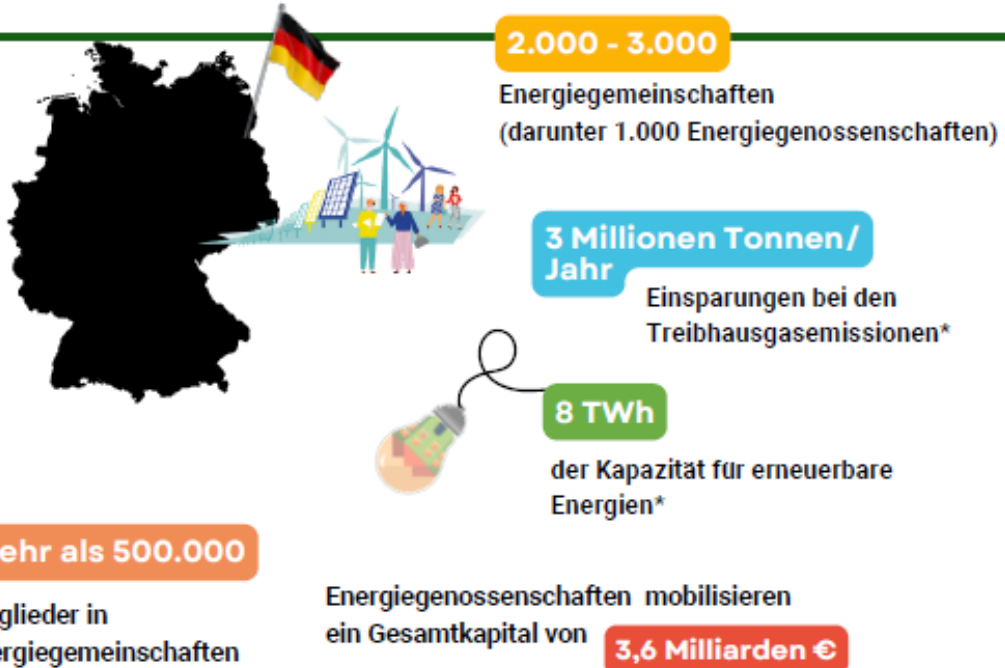 2.000 - 3.000
Energiegemeinschaften
(darunter 1.000 Energiegenossenschaften)
3 Millionen Tonnen/
Jahr
Einsparungen bei den
Treibhausgasemissionen*
8 TWh
der Kapazität für erneuerbare
Energien*
ehr als 500.000
glieder in
ergiegemeinschaften
Energiegenossenschaften mobilisieren
ein Gesamtkapital von
3,6 Milliarden €